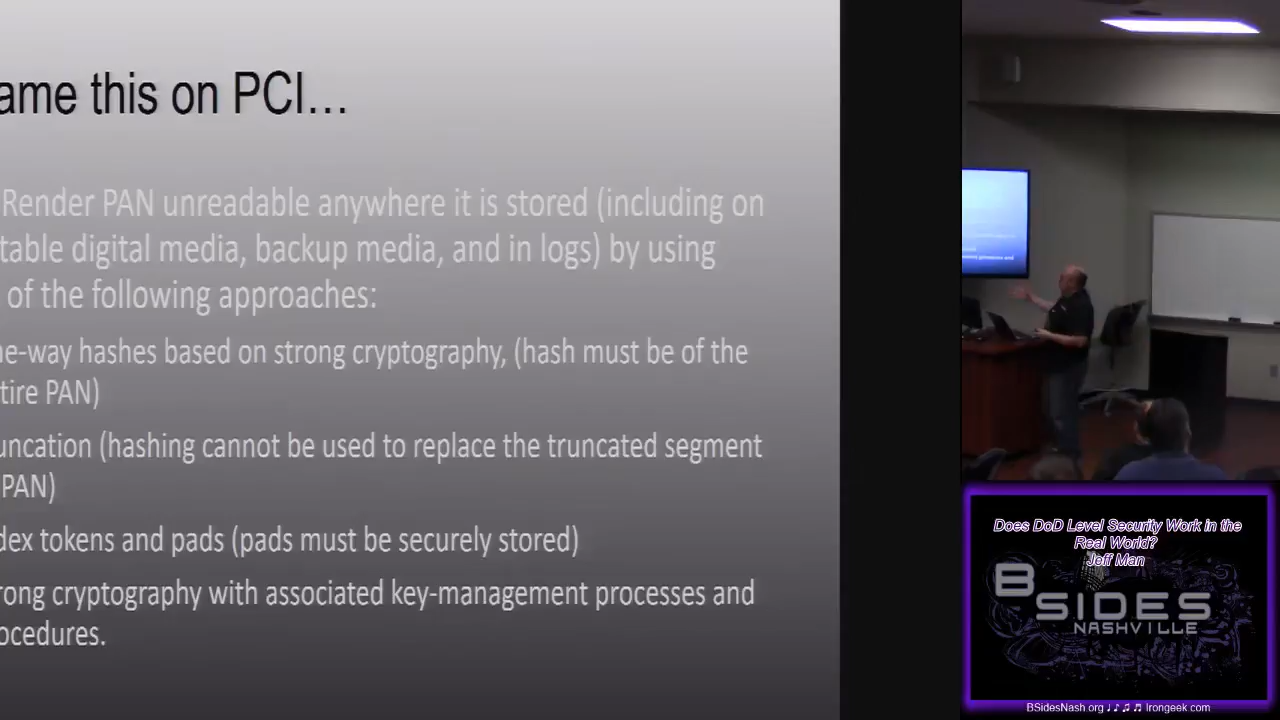 ame this on PCI...
Render PAN unreadable anywhere it is stored (including on
table digital media, backup media, and in logs) by using
of the following approaches:
ne-way hashes based on strong cryptography, (hash must be of the
tire PAN)
uncation (hashing cannot be used to replace the truncated segment
PAN)
dex tokens and pads (pads must be securely stored)
rong cryptography with associated key-management processes and
ocedures.
Does DoD Level Security Work in the
Real World?
Jeff Man
B
SIDES
NASHVILLE
BSidesNash.org ♩ ♪ ♫ ♬ Irongeek.com